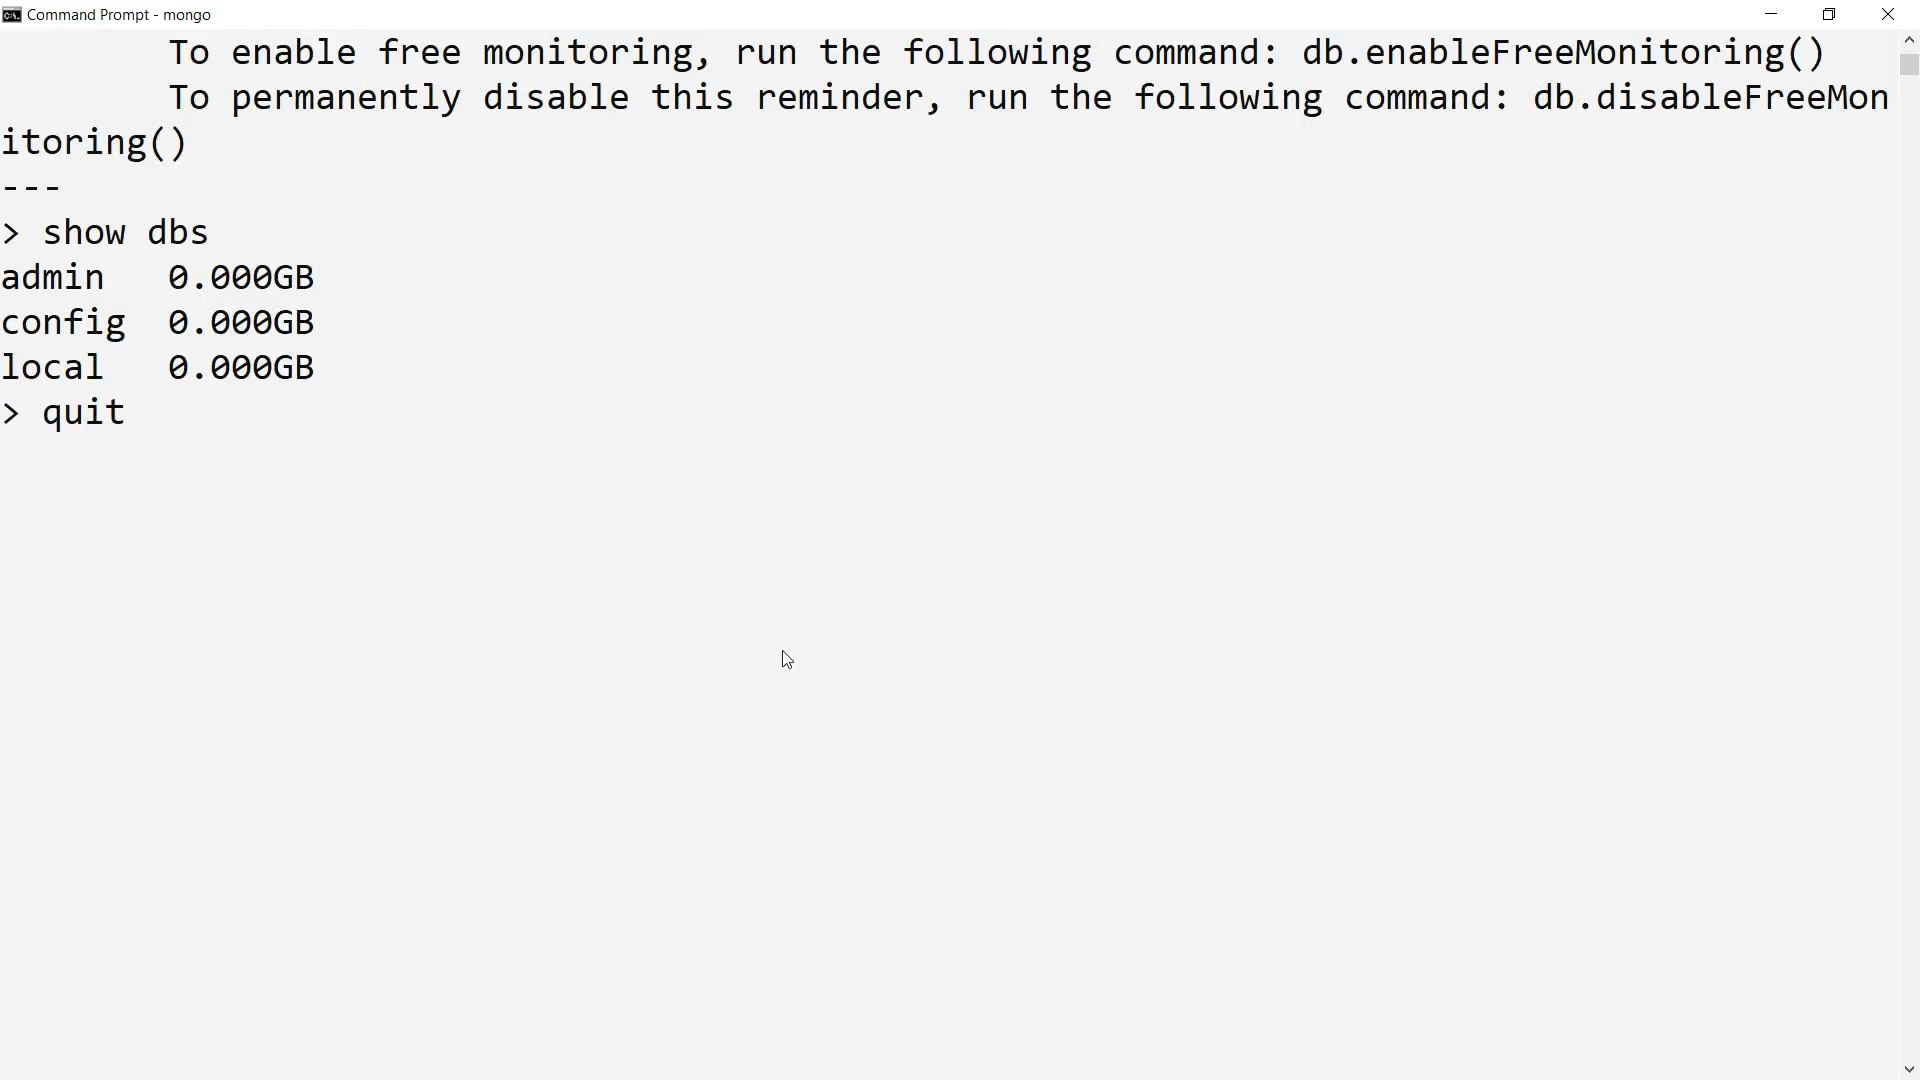 Command Prompt - mongo
To enable free monitoring, run the following command: db.enableFreeMonitoring()
To permanently disable this reminder, run the following command: db.disableFreeMon
itoring()
---
> show dbs
admin   0.000GB
config  0.000GB
local   0.000GB
> quit